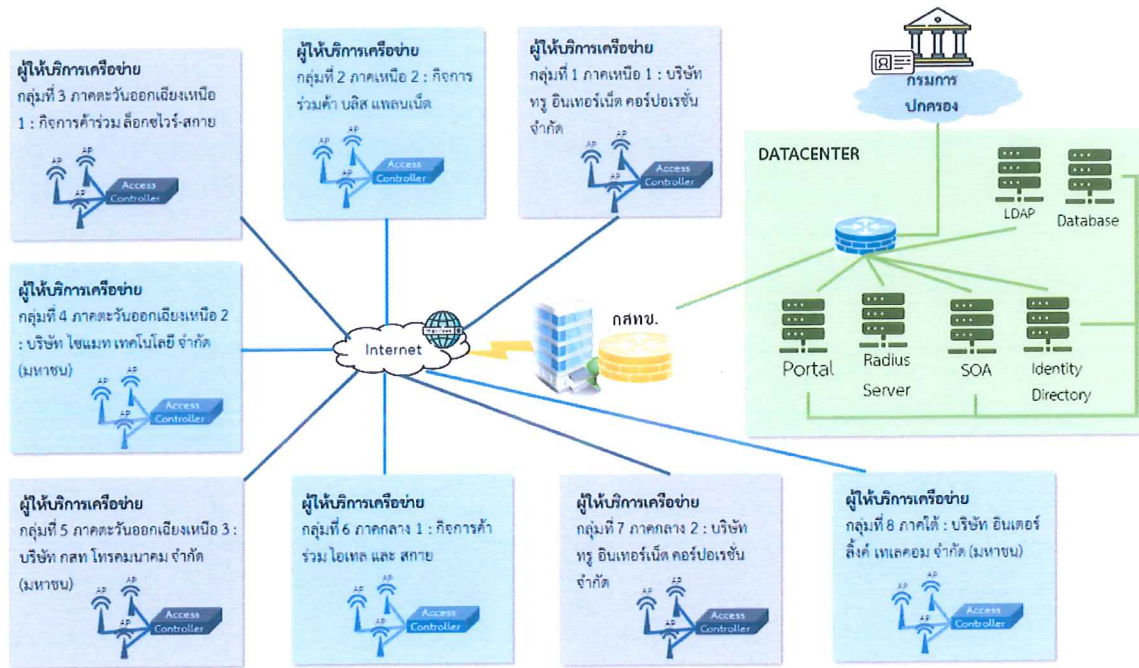 ผู้ให้บริการเครือข่าย
กลุ่มที่ 3 ภาคตะวันออกเฉียงเหนือ
1 : กิจการค้าร่วม ล็อกซไวร์-สกาย
AP
AP
AP
Access
Controller
ผู้ให้บริการเครือข่าย
กลุ่มที่ 2 ภาคเหนือ 2 : กิจการ
ร่วมค้า บลิส แพลนเน็ต
AP
AP
AP
Access
Controller
ผู้ให้บริการเครือข่าย
กลุ่มที่ 1 ภาคเหนือ 1 : บริษัท
ทรู อินเทอร์เน็ต คอร์ปอเรชั่น
จำกัด
AP
AP
AP
Access
Controller
กรมการ
ปกครอง
DATACENTER
LDAP
Database
Portal
Radius
Server
SOA
Identity
Directory
ผู้ให้บริการเครือข่าย
กลุ่มที่ 4 ภาคตะวันออกเฉียงเหนือ 2
: บริษัท ไซแมท เทคโนโลยี จำกัด
(มหาชน)
AP
AP
AP
Access
Controller
Internet
กสทช.
ผู้ให้บริการเครือข่าย
กลุ่มที่ 5 ภาคตะวันออกเฉียงเหนือ 3 :
บริษัท กสท โทรคมนาคม จำกัด
(มหาชน)
AP
AP
AP
Access
Controller
ผู้ให้บริการเครือข่าย
กลุ่มที่ 6 ภาคกลาง 1 : กิจการค้า
ร่วม ไอเทล และ สกาย
AP
AP
AP
Access
Controller
ผู้ให้บริการเครือข่าย
กลุ่มที่ 7 ภาคกลาง 2 : บริษัท
ทรู อินเทอร์เน็ต คอร์ปอเรชั่น
จำกัด
AP
AP
AP
Access
Controller
ผู้ให้บริการเครือข่าย
กลุ่มที่ 8 ภาคใต้ : บริษัท อินเตอร์
ลิ้งค์ เทเลคอม จำกัด (มหาชน)
AP
AP
AP
Access
Controller